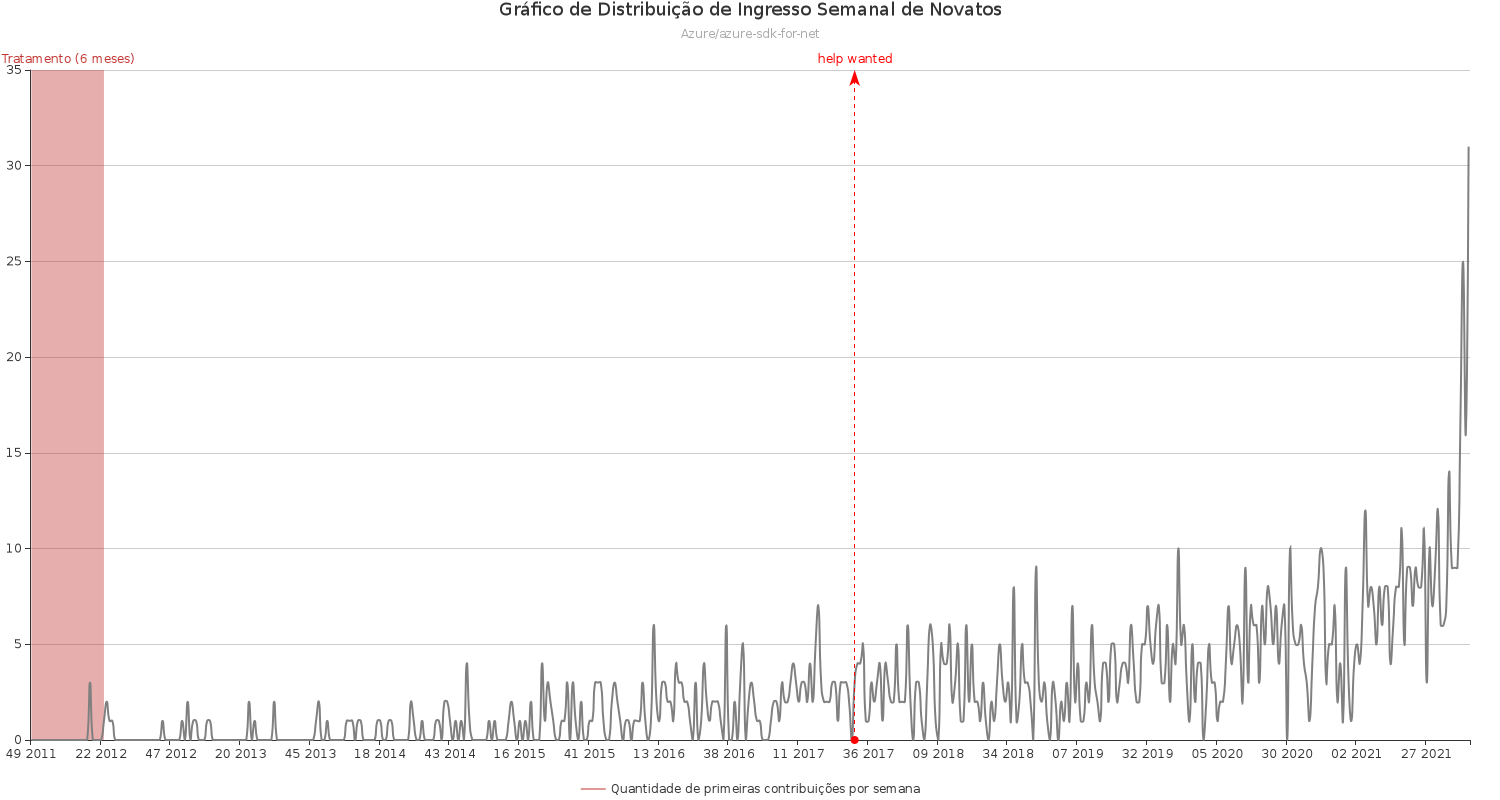 Gráfico de Distribuição de Ingresso Semanal de Novatos
Azure/azure-sdk-for-net
Tratamento (6 meses)
help wanted
35
30
25
20
15
10
5
0
49 2011 22 2012 47 2012 20 2013 45 2013 18 2014 43 2014 16 2015 41 2015 13 2016 38 2016 11 2017 36 2017 09 2018 34 2018 07 2019 32 2019 05 2020 30 2020 02 2021 27 2021
Quantidade de primeiras contribuições por semana